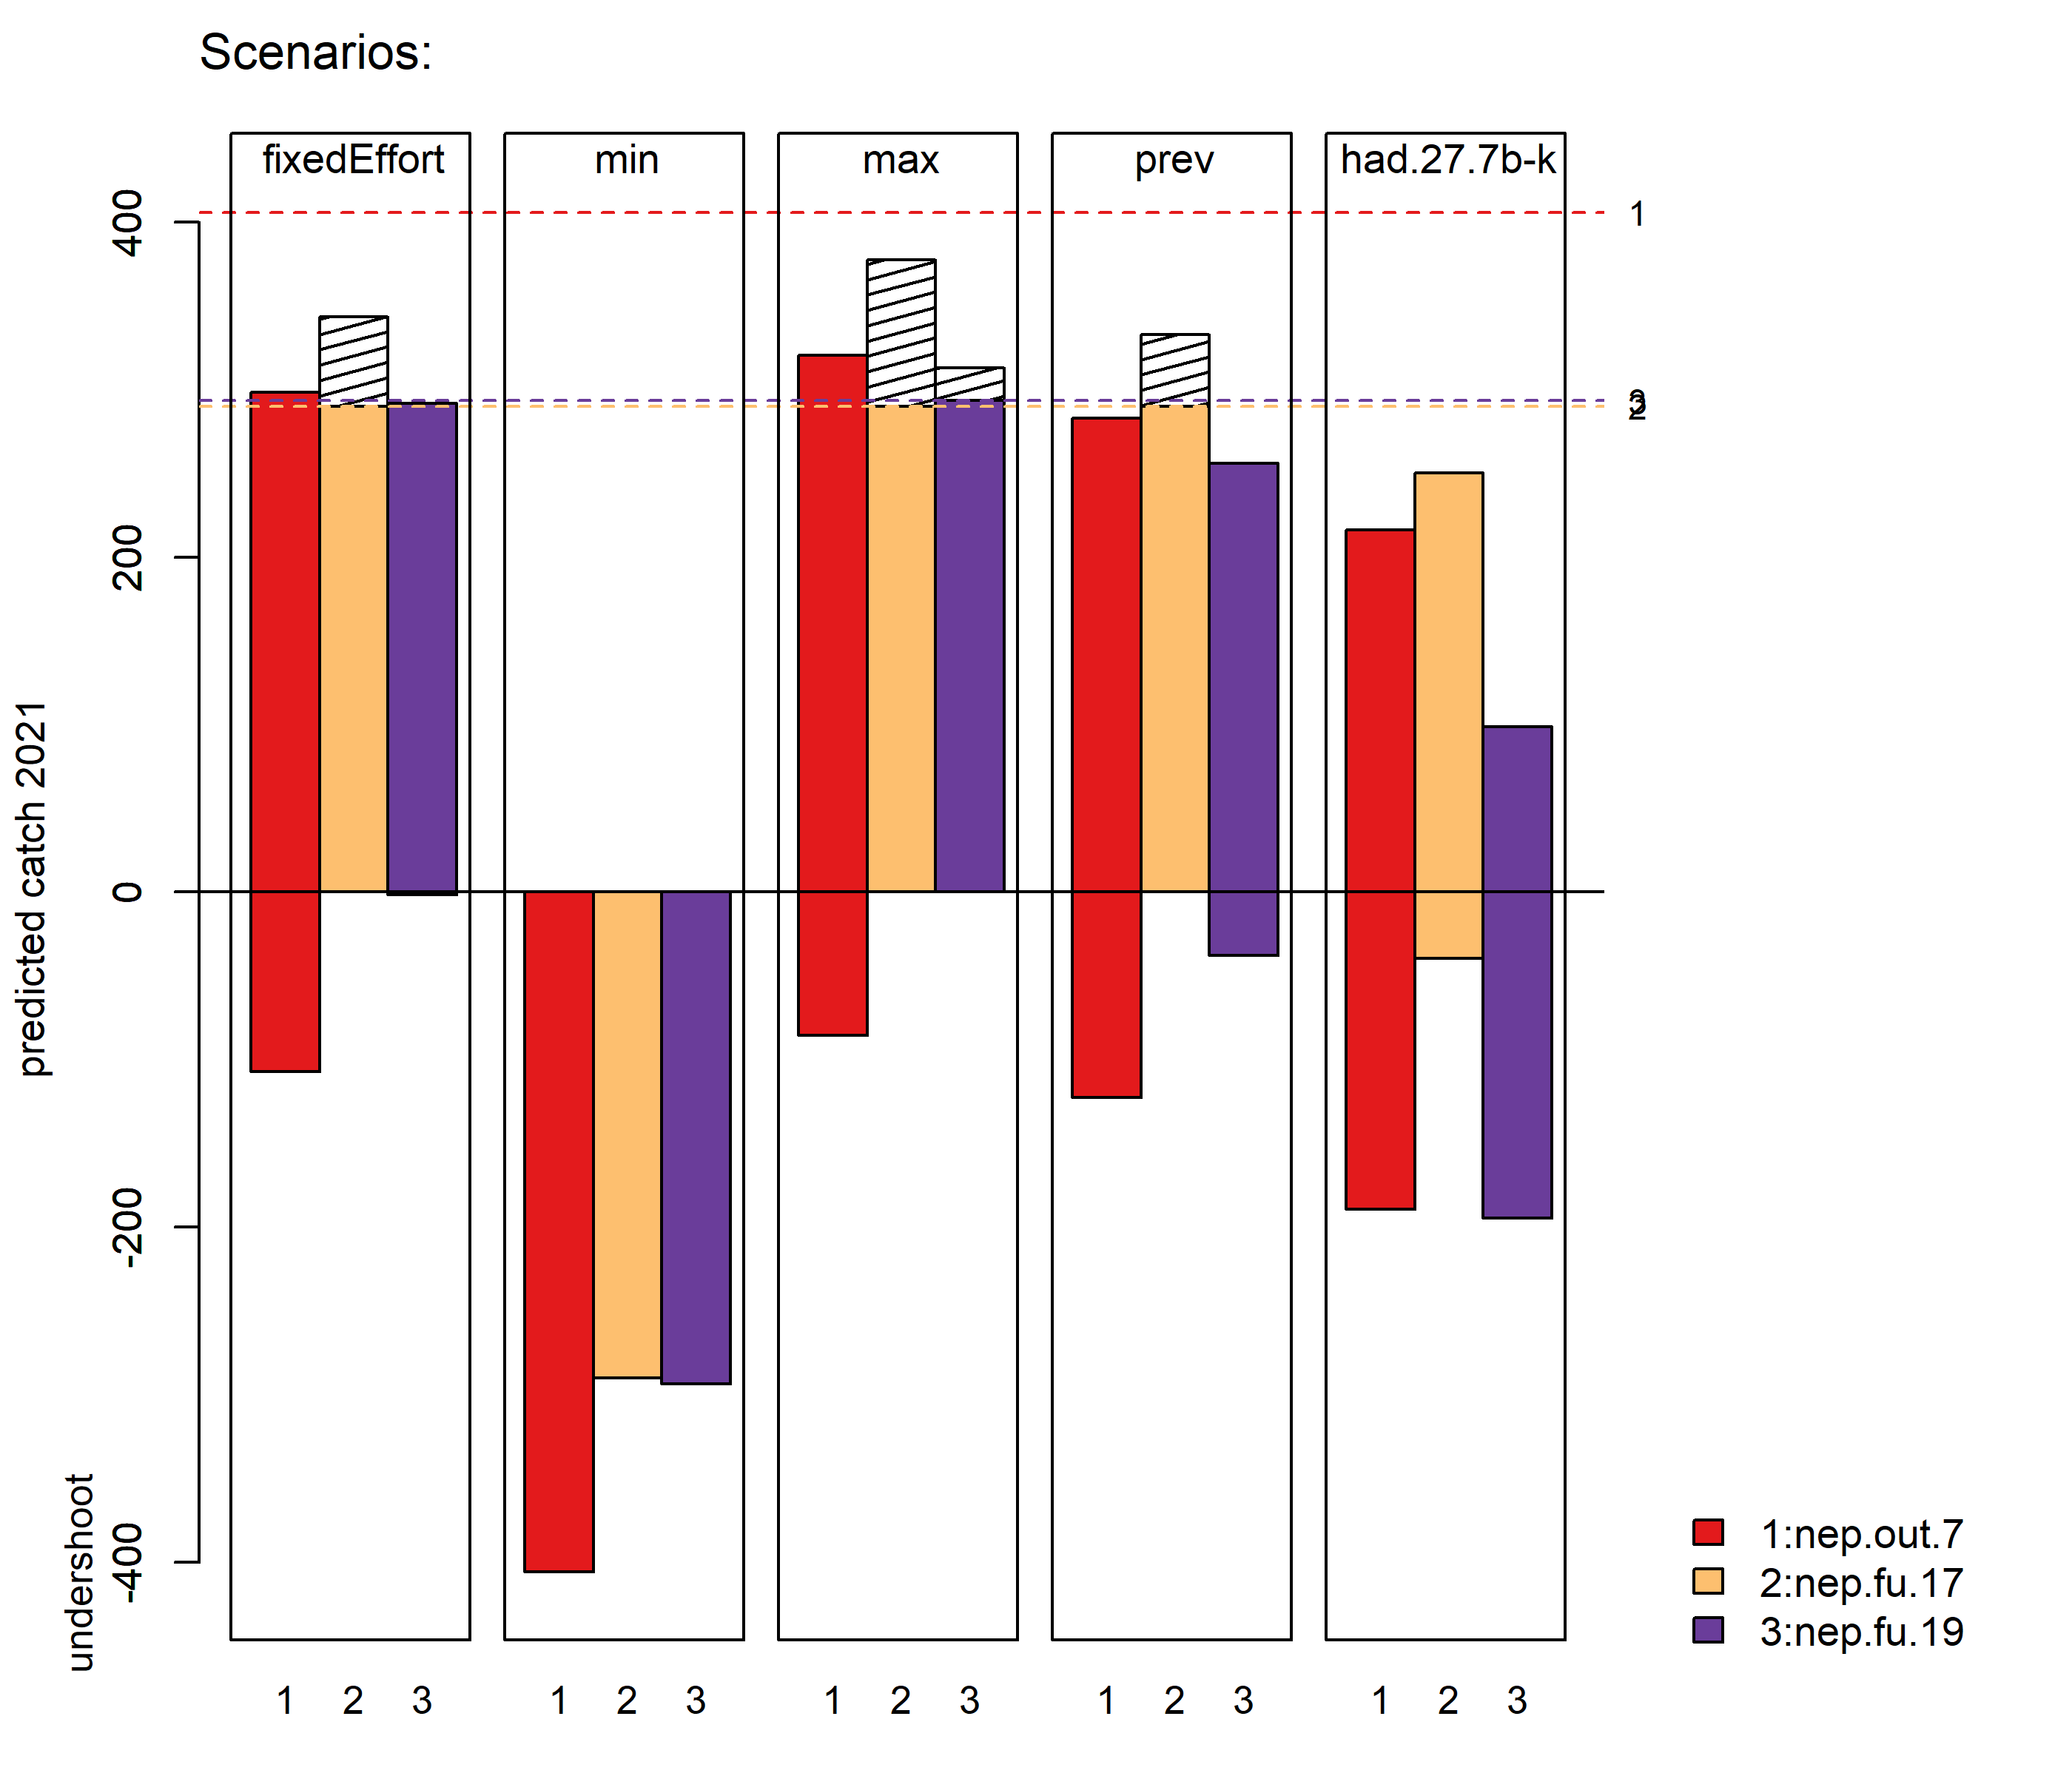 Scenarios:
fixedEffort min max prev had.27.7b-k
400
200
0
-200
-400
predicted catch 2021
undershoot
1
3
2
1 2 3 1 2 3 1 2 3 1 2 3 1 2 3
1:nep.out.7
2:nep.fu.17
3:nep.fu.19